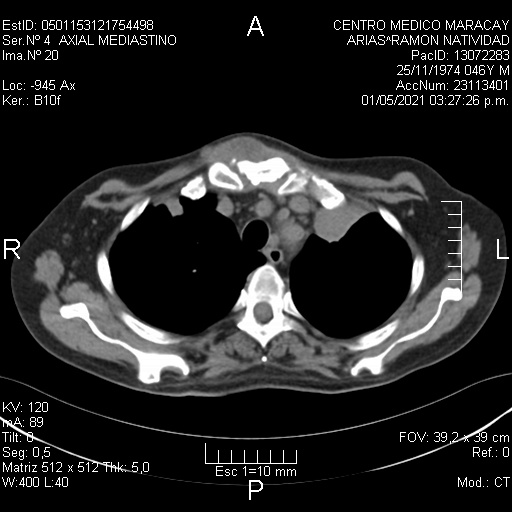 EstID: 0501153121754498
Ser.Nº 4 AXIAL MEDIASTINO
Ima.Nº 20
Loc: -945 Ax
Ker.: B10f
A
CENTRO MEDICO MARACAY
ARIAS^RAMON NATIVIDAD
PacID: 13072283
25/11/1974 046Y M
AccNum: 23113401
01/05/2021 03:27:26 p.m.
R
L
KV: 120
mA: 89
Tilt: 0
Seg: 0,5
Matriz 512 x 512 Thk: 5,0
W:400 L:40
Esc 1=10 mm
P
FOV: 39,2 x 39 cm
Ref.: 0
Mod.: CT